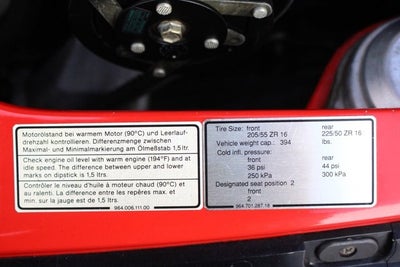 Motorölstand bei warmem Motor (90°C) und Leerlauf-
drehzahl kontrollieren. Differenzmenge zwischen
Maximal- und Minimalmarkierung am Ölmeßstab 1,5 ltr.
Check engine oil level with warm engine (194°F) and at
idle speed. The difference between upper and lower
marks on dipstick is 1,5 ltrs.
Contrôler le niveau d'huile à moteur chaud (90°C) et
au ralenti. La différence entre les repères max. et
min. sur la jauge est de 1,5 ltrs.
964.006.111.00
Tire Size: front rear
205/55 ZR 16 225/50 ZR 16
Vehicle weight cap.: 394 lbs.
Cold infl. pressure:
front rear
36 psi 44 psi
250 kPa 300 kPa
Designated seat position 2
front
2
964.701.287.18